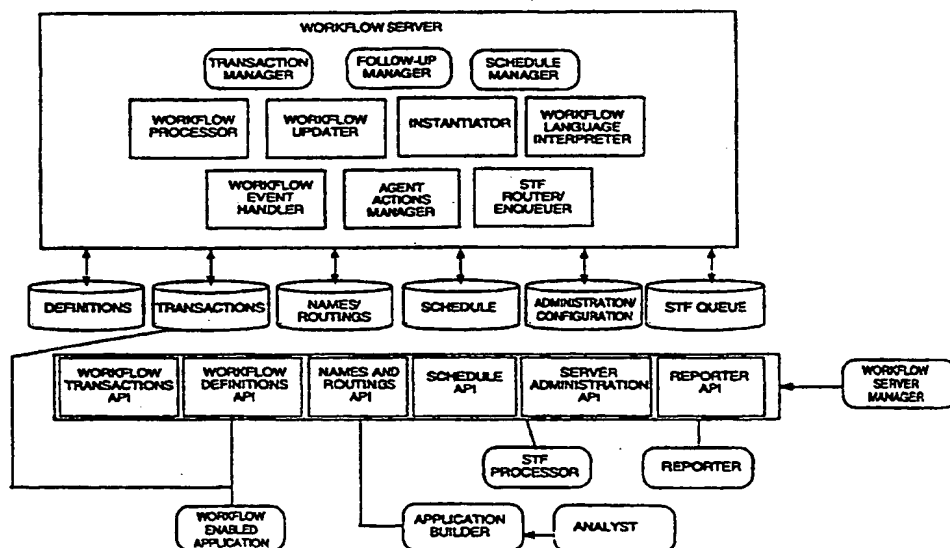 WORKFLOW SERVER
TRANSACTION
MANAGER
FOLLOW-UP
MANAGER
SCHEDULE
MANAGER
WORKFLOW
PROCESSOR
WORKFLOW
UPDATER
INSTANTIATOR
WORKFLOW
LANGUAGE
INTERPRETER
WORKFLOW
EVENT
HANDLER
AGENT
ACTIONS
MANAGER
STF
ROUTER/
ENQUEUER
DEFINITIONS
TRANSACTIONS
NAMES/
ROUTINGS
SCHEDULE
ADMINISTRATION/
CONFIGURATION
STF QUEUE
WORKFLOW
TRANSACTIONS
API
WORKFLOW
DEFINITIONS
API
NAMES AND
ROUTINGS
API
SCHEDULE
API
SERVER
ADMINISTRATION
API
REPORTER
API
WORKFLOW
SERVER
MANAGER
STF
PROCESSOR
REPORTER
WORKFLOW
ENABLED
APPLICATION
APPLICATION
BUILDER
ANALYST